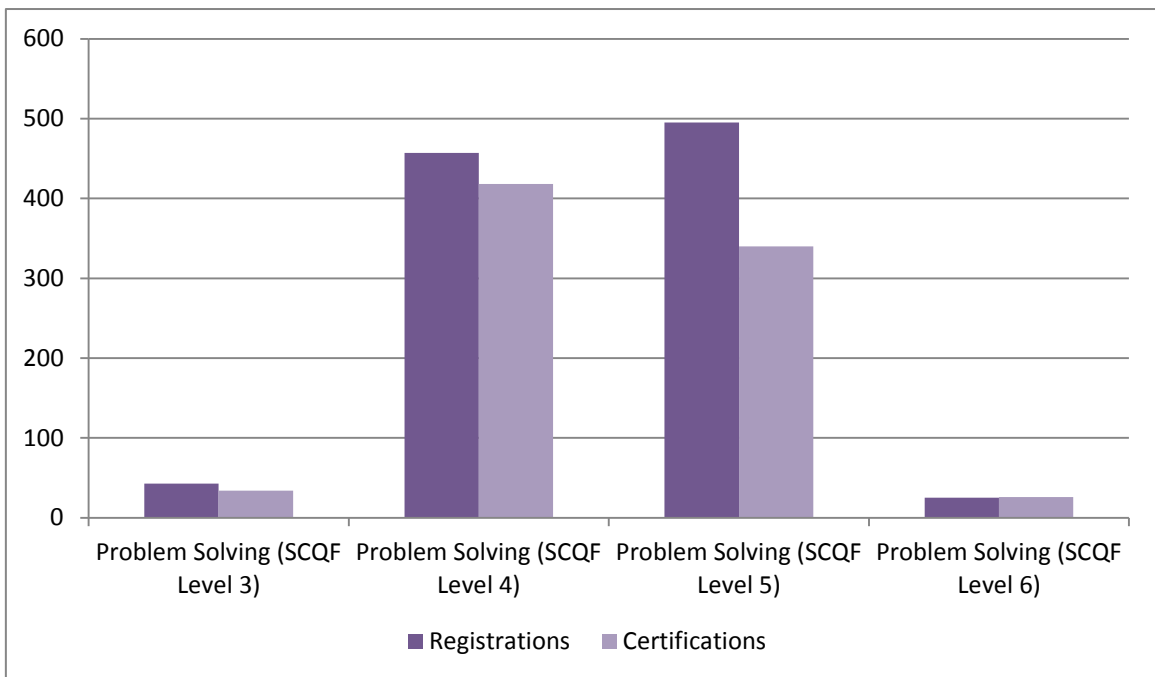 600
500
400
300
200
100
0
Problem Solving (SCQF
Level 3)
Problem Solving (SCQF
Level 4)
Problem Solving (SCQF
Level 5)
Problem Solving (SCQF
Level 6)
Registrations
Certifications